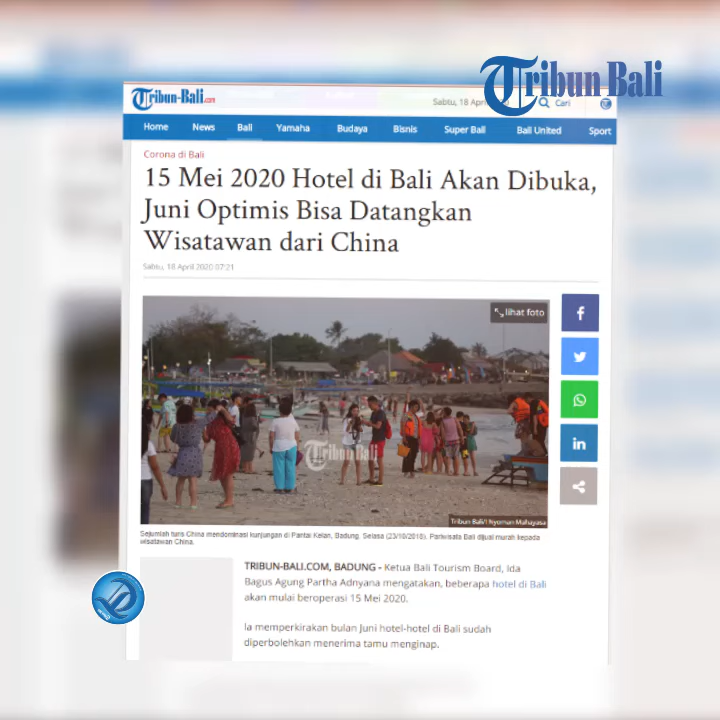 Tribun Bali
Tribun-Bali.com
Sabtu, 18 Apr
Cari
Home News Bali Yamaha Budaya Bisnis Super Ball Bali United Sport
Corona di Bali
15 Mei 2020 Hotel di Bali Akan Dibuka,
Juni Optimis Bisa Datangkan
Wisatawan dari China
Sabtu, 18 April 2020 07:21
lihat foto
Tribun Bali
Tribun Bali/I Nyoman Mahayasa
Sejumlah turis China mendominasi kunjungan di Pantai Kelan, Badung, Selasa (23/10/2018). Pariwisata Bali dijual murah kepada
wisatawan China.
TRIBUN-BALI.COM, BADUNG - Ketua Bali Tourism Board, Ida
Bagus Agung Partha Adnyana mengatakan, beberapa hotel di Bali
akan mulai beroperasi 15 Mei 2020.
Ia memperkirakan bulan Juni hotel-hotel di Bali sudah
diperbolehkan menerima tamu menginap.